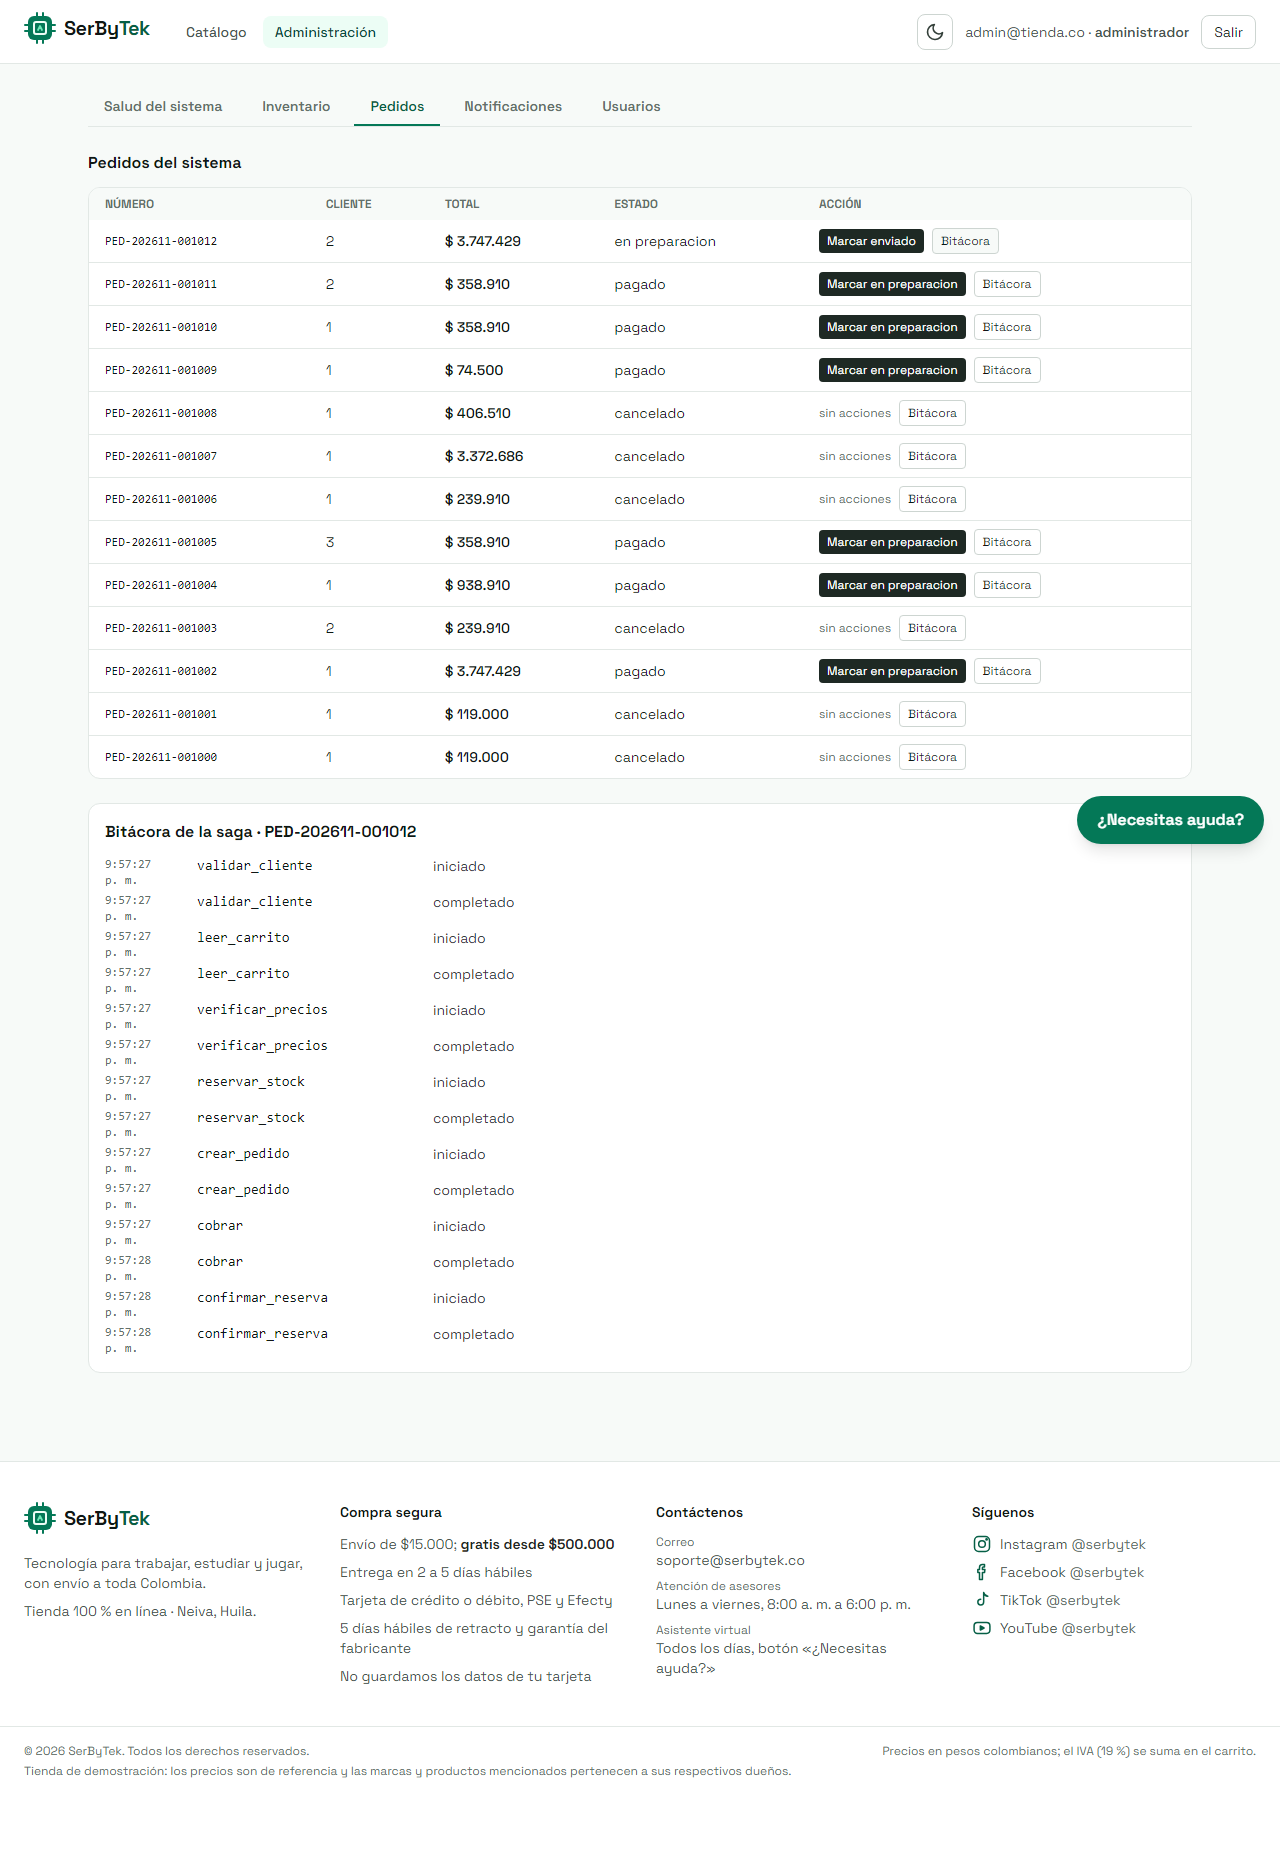 SerByTek Catálogo Administración admin@tienda.co · administrador Salir
Salud del sistema Inventario Pedidos Notificaciones Usuarios
Pedidos del sistema
NÚMERO CLIENTE TOTAL ESTADO ACCIÓN
PED-202611-001012 2 $ 3.747.429 en preparacion Marcar enviado Bitácora
PED-202611-001011 2 $ 358.910 pagado Marcar en preparacion Bitácora
PED-202611-001010 1 $ 358.910 pagado Marcar en preparacion Bitácora
PED-202611-001009 1 $ 74.500 pagado Marcar en preparacion Bitácora
PED-202611-001008 1 $ 406.510 cancelado sin acciones Bitácora
PED-202611-001007 1 $ 3.372.686 cancelado sin acciones Bitácora
PED-202611-001006 1 $ 239.910 cancelado sin acciones Bitácora
PED-202611-001005 3 $ 358.910 pagado Marcar en preparacion Bitácora
PED-202611-001004 1 $ 938.910 pagado Marcar en preparacion Bitácora
PED-202611-001003 2 $ 239.910 cancelado sin acciones Bitácora
PED-202611-001002 1 $ 3.747.429 pagado Marcar en preparacion Bitácora
PED-202611-001001 1 $ 119.000 cancelado sin acciones Bitácora
PED-202611-001000 1 $ 119.000 cancelado sin acciones Bitácora
¿Necesitas ayuda?
Bitácora de la saga · PED-202611-001012
9:57:27 p. m. validar_cliente iniciado
9:57:27 p. m. validar_cliente completado
9:57:27 p. m. leer_carrito iniciado
9:57:27 p. m. leer_carrito completado
9:57:27 p. m. verificar_precios iniciado
9:57:27 p. m. verificar_precios completado
9:57:27 p. m. reservar_stock iniciado
9:57:27 p. m. reservar_stock completado
9:57:27 p. m. crear_pedido iniciado
9:57:27 p. m. crear_pedido completado
9:57:27 p. m. cobrar iniciado
9:57:28 p. m. cobrar completado
9:57:28 p. m. confirmar_reserva iniciado
9:57:28 p. m. confirmar_reserva completado
SerByTek
Tecnología para trabajar, estudiar y jugar,
con envío a toda Colombia.
Tienda 100 % en línea · Neiva, Huila.
Compra segura
Envío de $15.000; gratis desde $500.000
Entrega en 2 a 5 días hábiles
Tarjeta de crédito o débito, PSE y Efecty
5 días hábiles de retracto y garantía del
fabricante
No guardamos los datos de tu tarjeta
Contáctenos
Correo
soporte@serbytek.co
Atención de asesores
Lunes a viernes, 8:00 a. m. a 6:00 p. m.
Asistente virtual
Todos los días, botón «¿Necesitas
ayuda?»
Síguenos
Instagram @serbytek
Facebook @serbytek
TikTok @serbytek
YouTube @serbytek
© 2026 SerByTek. Todos los derechos reservados.
Precios en pesos colombianos; el IVA (19 %) se suma en el carrito.
Tienda de demostración: los precios son de referencia y las marcas y productos mencionados pertenecen a sus respectivos dueños.